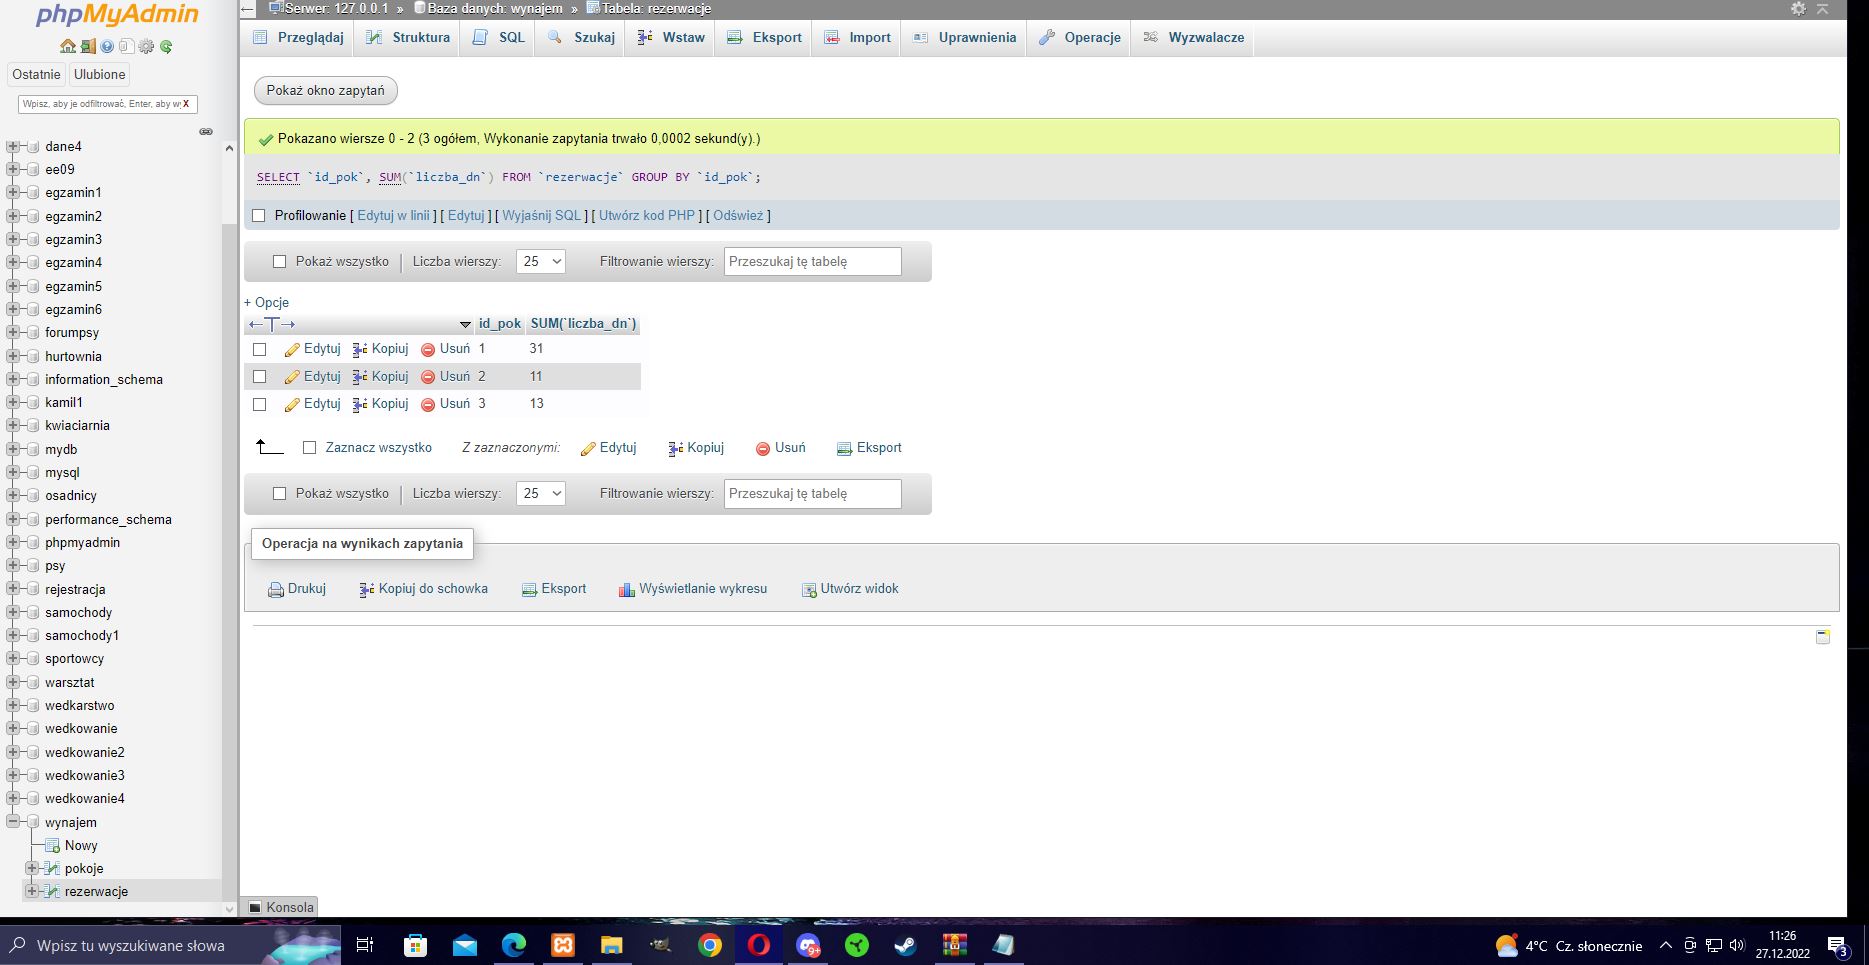 phpMyAdmin
Ostatnie Ulubione
Wpisz, aby je odfiltrować, Enter, aby wy X
dane4
ee09
egzamin1
egzamin2
egzamin3
egzamin4
egzamin5
egzamin6
forumpsy
hurtownia
information_schema
kamil1
kwiaciarnia
mydb
mysql
osadnicy
performance_schema
phpmyadmin
psy
rejestracja
samochody
samochody1
sportowcy
warsztat
wedkarstwo
wedkowanie
wedkowanie2
wedkowanie3
wedkowanie4
wynajem
Nowy
pokoje
rezerwacje
Serwer: 127.0.0.1 » Baza danych: wynajem » Tabela: rezerwacje
Przeglądaj Struktura SQL Szukaj Wstaw Eksport Import Uprawnienia Operacje Wyzwalacze
Pokaż okno zapytań
Pokazano wiersze 0 - 2 (3 ogółem, Wykonanie zapytania trwało 0,0002 sekund(y).)
SELECT `id_pok`, SUM(`liczba_dn`) FROM `rezerwacje` GROUP BY `id_pok`;
Profilowanie [ Edytuj w linii ] [ Edytuj ] [ Wyjaśnij SQL ] [ Utwórz kod PHP ] [ Odśwież ]
Pokaż wszystko | Liczba wierszy: 25 Filtrowanie wierszy: Przeszukaj tę tabelę
+ Opcje
←T→ id_pok SUM(`liczba_dn`)
Edytuj Kopiuj Usuń 1 31
Edytuj Kopiuj Usuń 2 11
Edytuj Kopiuj Usuń 3 13
Zaznacz wszystko Z zaznaczonymi: Edytuj Kopiuj Usuń Eksport
Pokaż wszystko | Liczba wierszy: 25 Filtrowanie wierszy: Przeszukaj tę tabelę
Operacja na wynikach zapytania
Drukuj Kopiuj do schowka Eksport Wyświetlanie wykresu Utwórz widok
Konsola
Wpisz tu wyszukiwane słowa
9+
4°C Cz. słonecznie
11:26
27.12.2022
3